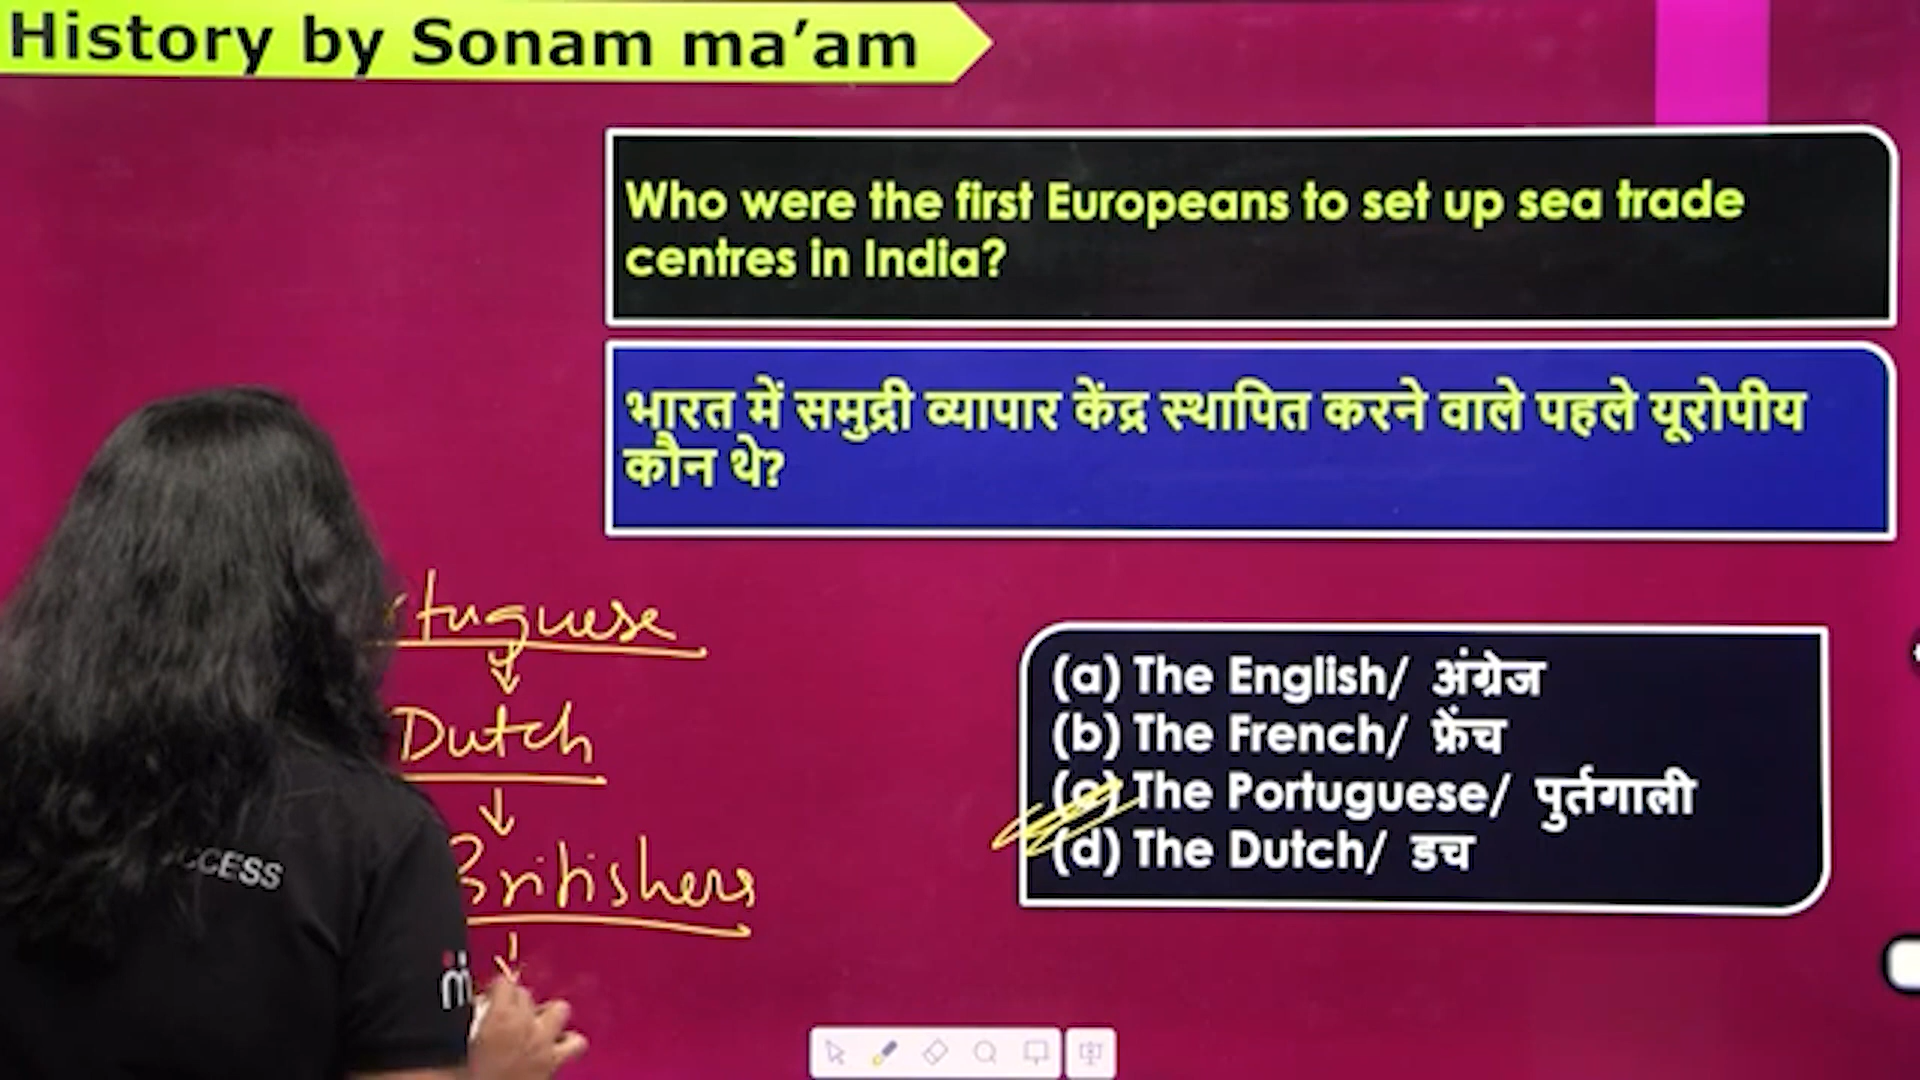 History by Sonam ma’am
Who were the first Europeans to set up sea trade
centres in India?
भारत में समुद्री व्यापार केंद्र स्थापित करने वाले पहले यूरोपीय
कौन थे?
(a) The English/ अंग्रेज
(b) The French/ फ्रेंच
(c) The Portuguese/ पुर्तगाली
(d) The Dutch/ डच
tuguese
Dutch
Britishers
CCESS